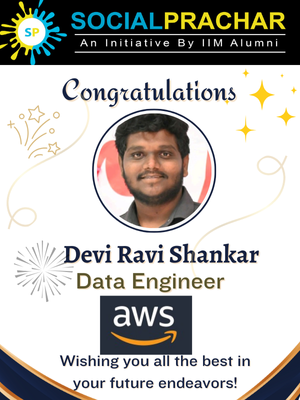 SP
SOCIALPRACHAR
An Initiative By IIM Alumni
Congratulations
Devi Ravi Shankar
Data Engineer
aws
Wishing you all the best in
your future endeavors!